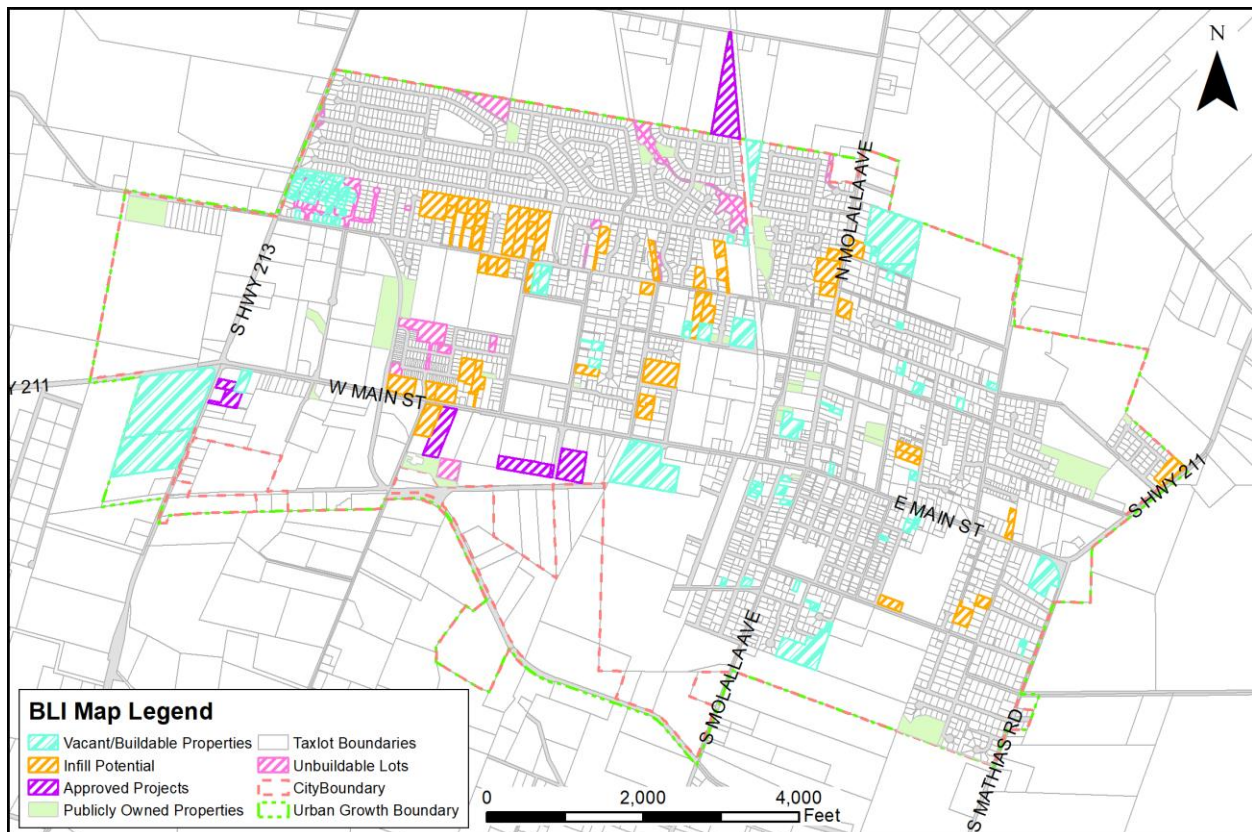 N
N MOLALLA AVE
S HWY 213
Y 211
W MAIN ST
S HWY 211
E MAIN ST
S MOLALLA AVE
S MATHIAS RD
BLI Map Legend
Vacant/Buildable Properties
Taxlot Boundaries
Infill Potential
Unbuildable Lots
Approved Projects
CityBoundary
Publicly Owned Properties
Urban Growth Boundary
0 2,000 4,000
Feet